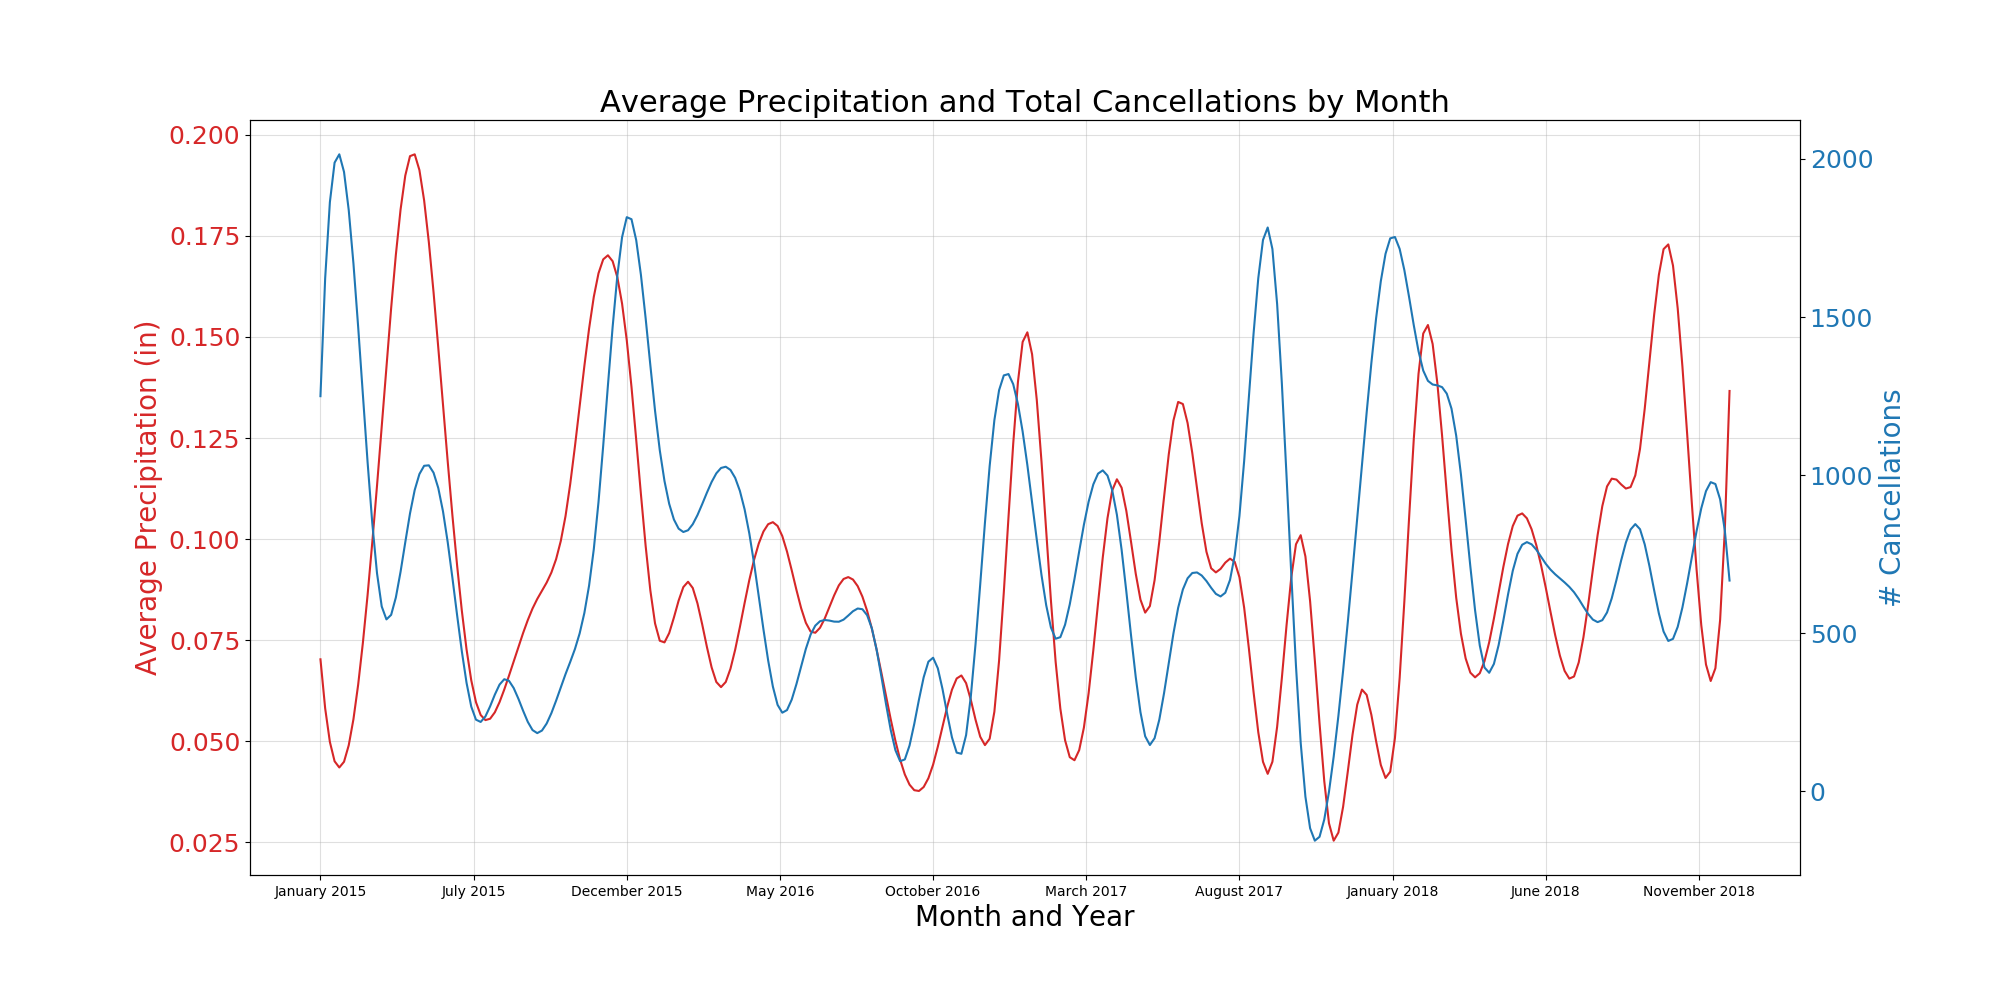 Average Precipitation and Total Cancellations by Month
0.200
0.175
0.150
0.125
0.100
0.075
0.050
0.025
Average Precipitation (in)
2000
1500
1000
500
0
# Cancellations
January 2015 July 2015 December 2015 May 2016 October 2016 March 2017 August 2017 January 2018 June 2018 November 2018
Month and Year